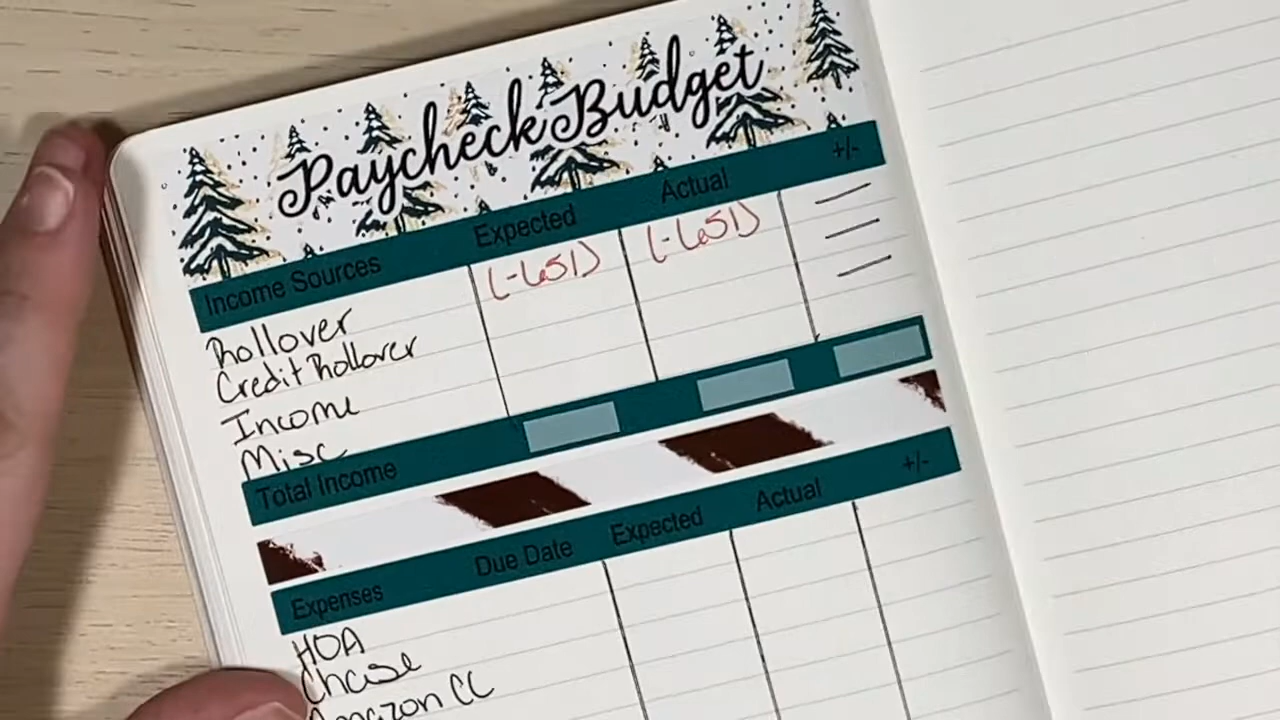 Paycheck Budget
Income Sources Expected Actual +/-
Rollover (-651) (-651) —
Credit Rollover —
Income —
Misc
Total Income
Expenses Due Date Expected Actual +/-
HOA
Chase
Amazon CC